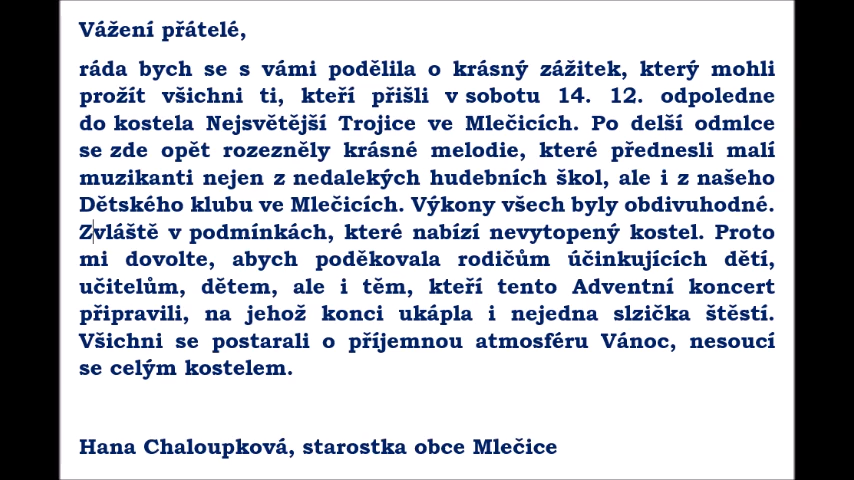 Vážení přátelé,
ráda bych se s vámi podělila o krásný zážitek, který mohli
prožít všichni ti, kteří přišli v sobotu 14. 12. odpoledne
do kostela Nejsvětější Trojice ve Mlečicích. Po delší odmlce
se zde opět rozezněly krásné melodie, které přednesli malí
muzikanti nejen z nedalekých hudebních škol, ale i z našeho
Dětského klubu ve Mlečicích. Výkony všech byly obdivuhodné.
Zvláště v podmínkách, které nabízí nevytopený kostel. Proto
mi dovolte, abych poděkovala rodičům účinkujících dětí,
učitelům, dětem, ale i těm, kteří tento Adventní koncert
připravili, na jehož konci ukápla i nejedna slzička štěstí.
Všichni se postarali o příjemnou atmosféru Vánoc, nesoucí
se celým kostelem.
Hana Chaloupková, starostka obce Mlečice